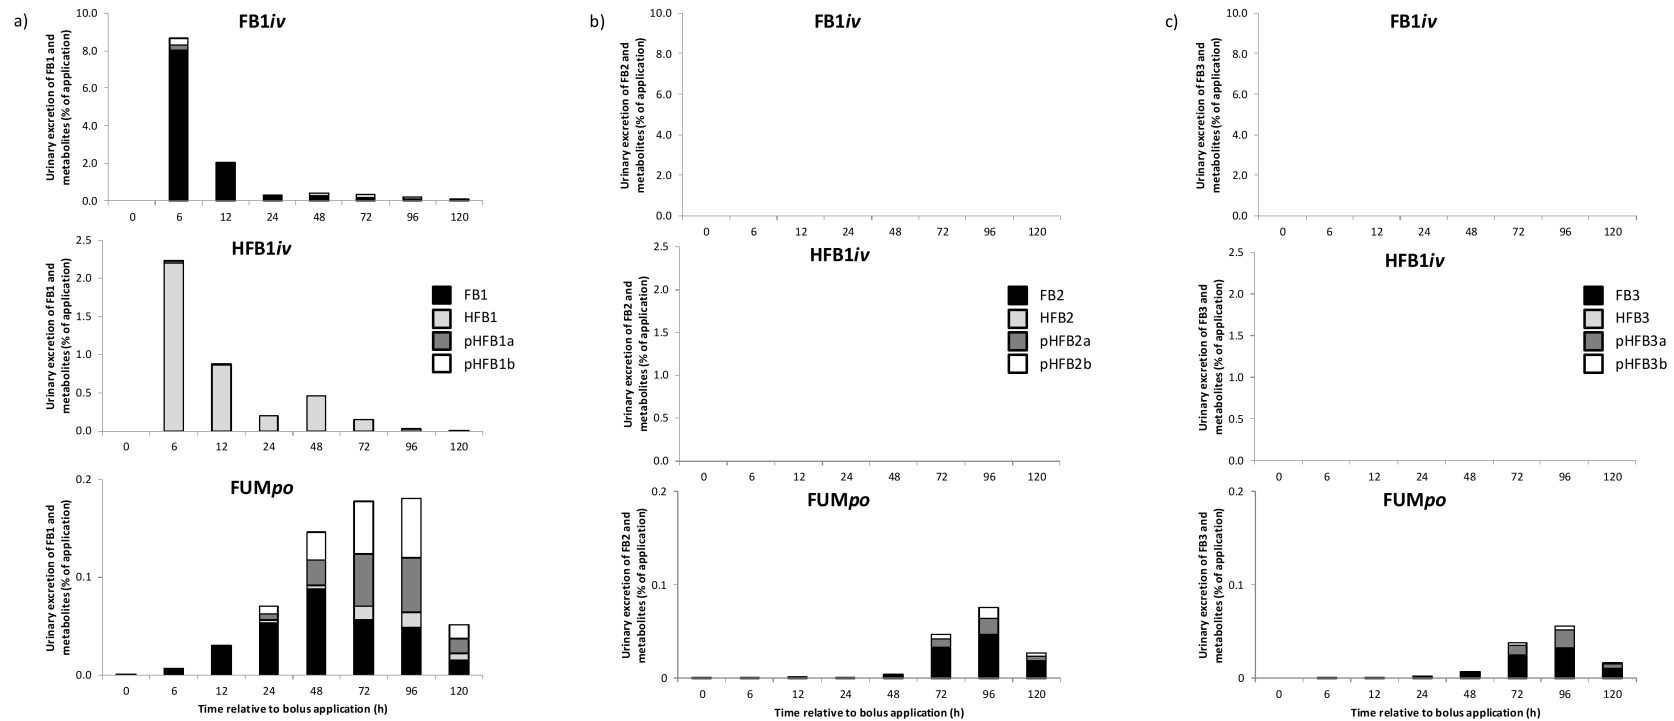 a)
FB1iv
Urinary excretion of FB1 and
metabolites (% of application)
10.0
8.0
6.0
4.0
2.0
0.0
0 6 12 24 48 72 96 120
HFB1iv
Urinary excretion of FB1 and
metabolites (% of application)
2.5
2.0
1.5
1.0
0.5
0.0
0 6 12 24 48 72 96 120
FB1
HFB1
pHFB1a
pHFB1b
FUMpo
Urinary excretion of FB1 and
metabolites (% of application)
0.2
0.1
0.0
0 6 12 24 48 72 96 120
Time relative to bolus application (h)
b)
FB1iv
Urinary excretion of FB2 and
metabolites (% of application)
10.0
8.0
6.0
4.0
2.0
0.0
0 6 12 24 48 72 96 120
HFB1iv
Urinary excretion of FB2 and
metabolites (% of application)
2.5
2.0
1.5
1.0
0.5
0.0
0 6 12 24 48 72 96 120
FB2
HFB2
pHFB2a
pHFB2b
FUMpo
Urinary excretion of FB2 and
metabolites (% of application)
0.2
0.1
0
0 6 12 24 48 72 96 120
Time relative to bolus application (h)
c)
FB1iv
Urinary excretion of FB3 and
metabolites (% of application)
10.0
8.0
6.0
4.0
2.0
0.0
0 6 12 24 48 72 96 120
HFB1iv
Urinary excretion of FB3 and
metabolites (% of application)
2.5
2.0
1.5
1.0
0.5
0.0
0 6 12 24 48 72 96 120
FB3
HFB3
pHFB3a
pHFB3b
FUMpo
Urinary excretion of FB3 and
metabolites (% of application)
0.2
0.1
0
0 6 12 24 48 72 96 120
Time relative to bolus application (h)